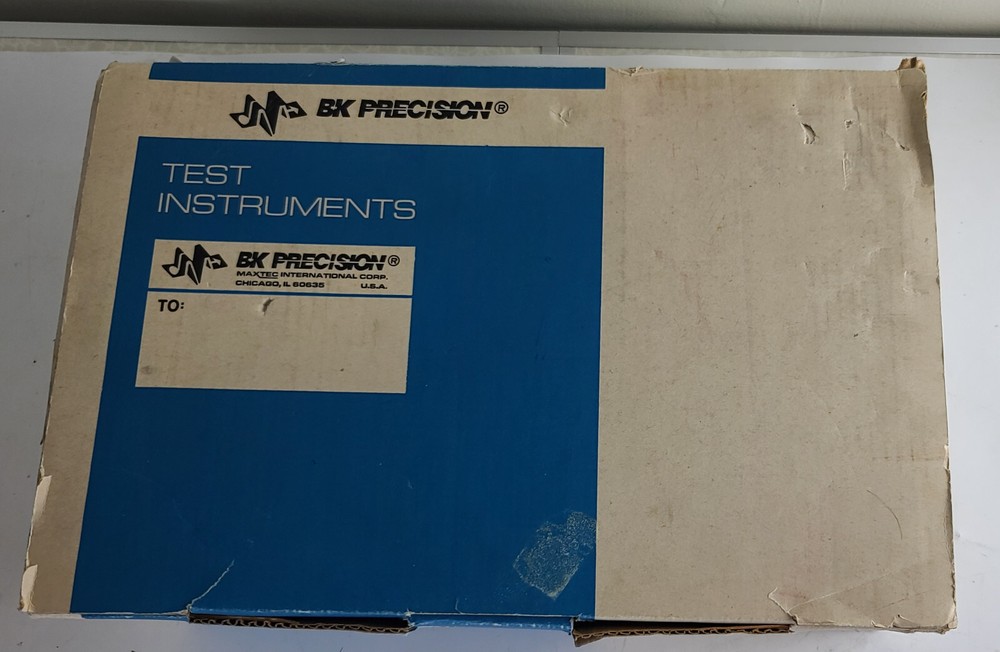 BK PRECISION®
TEST
INSTRUMENTS
BK PRECISION®
MAXTEC INTERNATIONAL CORP.
CHICAGO, IL 60635 U.S.A.
TO: